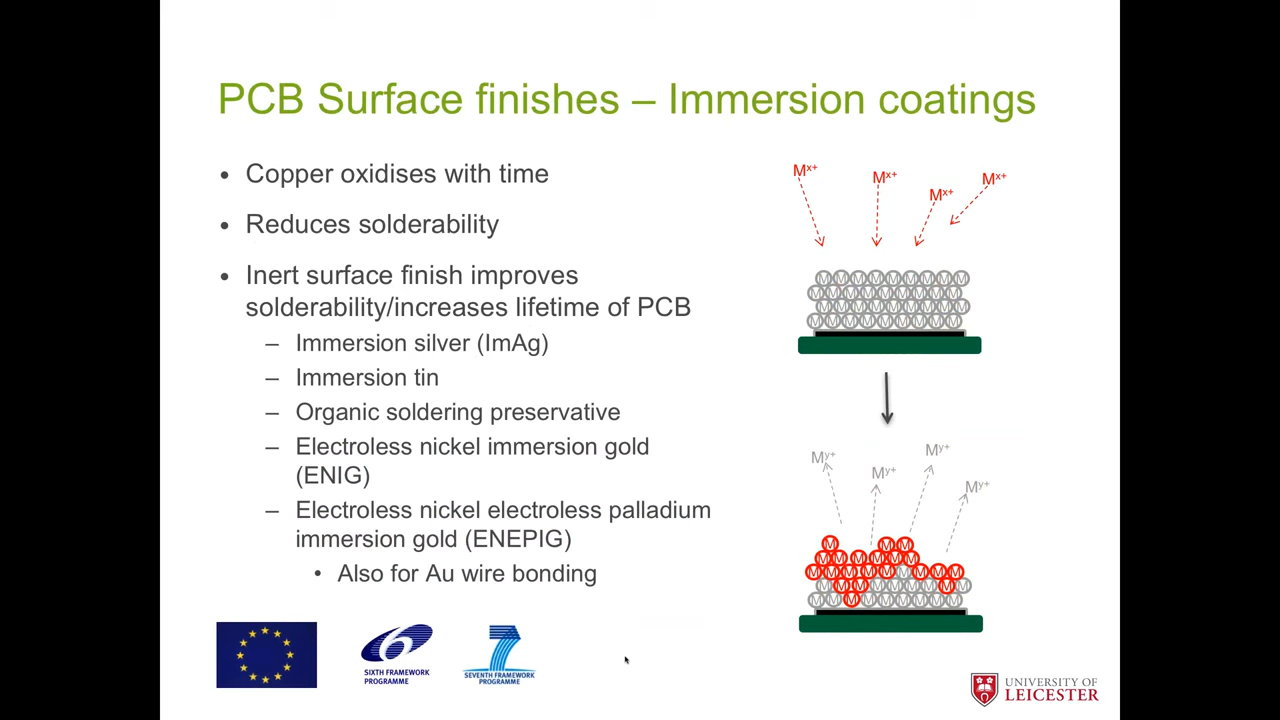 PCB Surface finishes – Immersion coatings
• Copper oxidises with time
• Reduces solderability
• Inert surface finish improves
solderability/increases lifetime of PCB
– Immersion silver (ImAg)
– Immersion tin
– Organic soldering preservative
– Electroless nickel immersion gold
(ENIG)
– Electroless nickel electroless palladium
immersion gold (ENEPIG)
• Also for Au wire bonding
Mˣ⁺ Mˣ⁺ Mˣ⁺ Mˣ⁺
M M M M M M M M M
M M M M M M M M M
M M M M M M M M M
M M M M M M M M M
Mʸ⁺ Mʸ⁺ Mʸ⁺ Mʸ⁺
6
SIXTH FRAMEWORK
PROGRAMME
7
SEVENTH FRAMEWORK
PROGRAMME
UNIVERSITY OF
LEICESTER